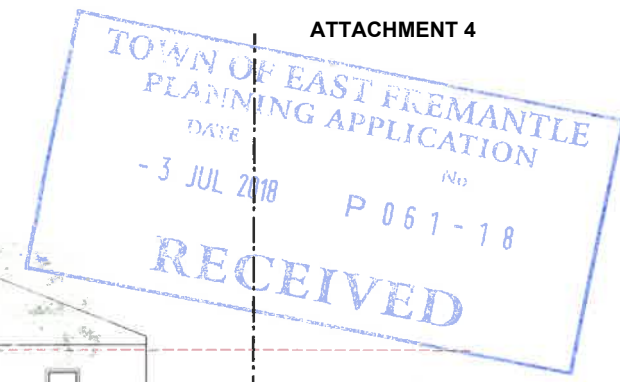 ATTACHMENT 4
TOWN OF EAST FREMANTLE
PLANNING APPLICATION
DATE No
- 3 JUL 2018 P 061-18
RECEIVED